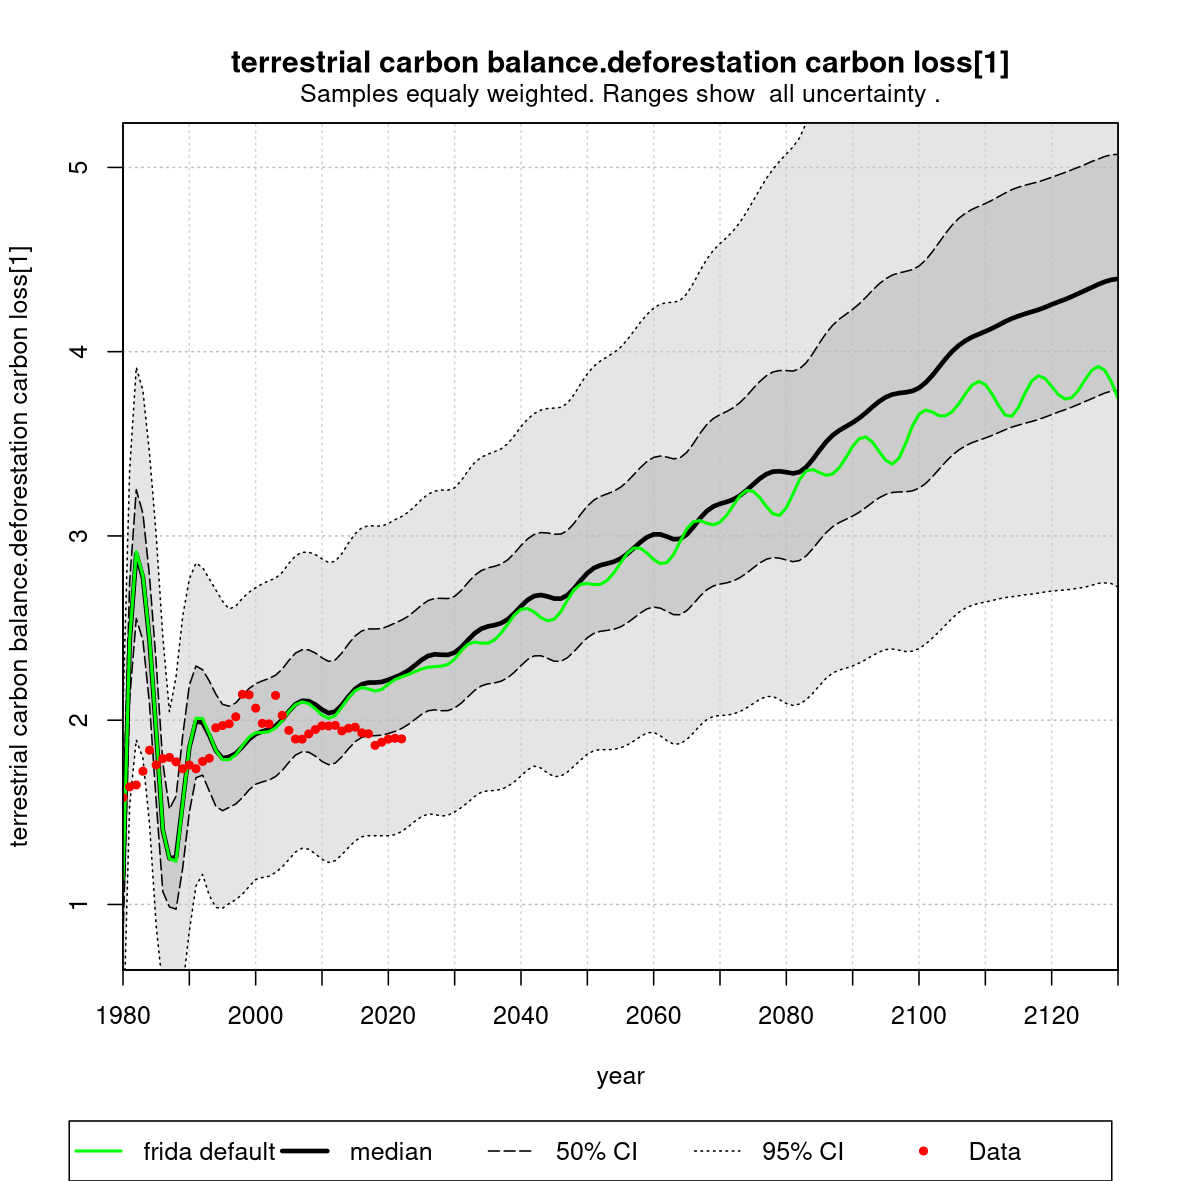 terrestrial carbon balance.deforestation carbon loss[1]
Samples equaly weighted. Ranges show  all uncertainty .
terrestrial carbon balance.deforestation carbon loss[1]
5
4
3
2
1
1980 2000 2020 2040 2060 2080 2100 2120
year
frida default median 50% CI 95% CI Data